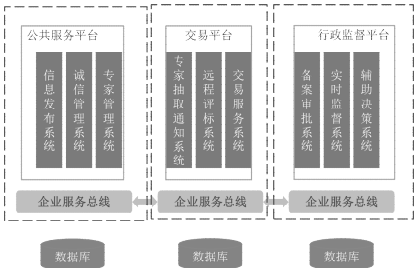 公共服务平台
信息发布系统
诚信管理系统
专家管理系统
企业服务总线
数据库
交易平台
专家抽取通知系统
远程评标系统
交易服务系统
企业服务总线
数据库
行政监督平台
备案审批系统
实时监督系统
辅助决策系统
企业服务总线
数据库